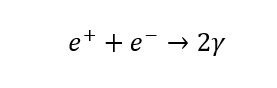 e⁺ + e⁻ → 2γ